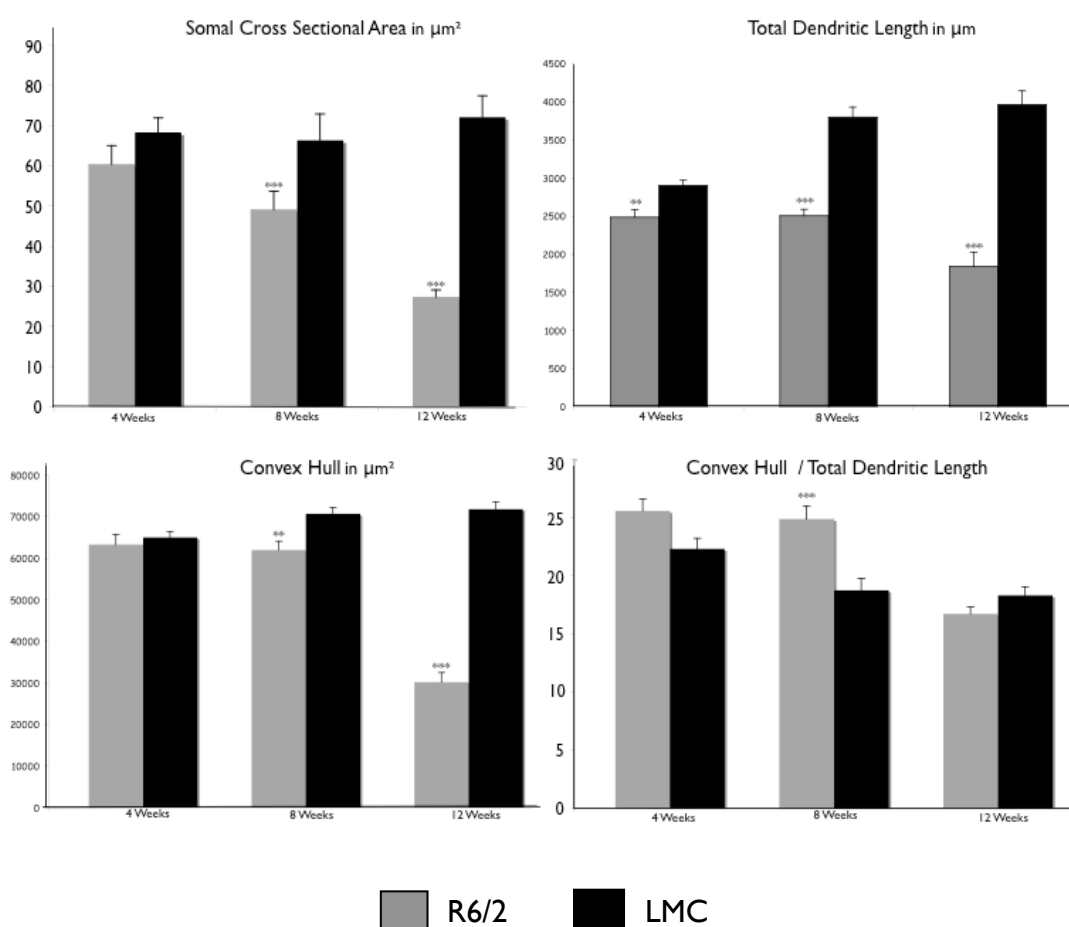 Somal Cross Sectional Area in µm²
90
80
70
60
50
40
30
20
10
0
***
***
4 Weeks
8 Weeks
12 Weeks
Total Dendritic Length in µm
4500
4000
3500
3000
2500
2000
1500
1000
500
0
**
***
***
4 Weeks
8 Weeks
12 Weeks
Convex Hull in µm²
80000
70000
60000
50000
40000
30000
20000
10000
0
**
***
4 Weeks
8 Weeks
12 Weeks
Convex Hull / Total Dendritic Length
30
25
20
15
10
5
0
***
4 Weeks
8 Weeks
12 Weeks
R6/2
LMC